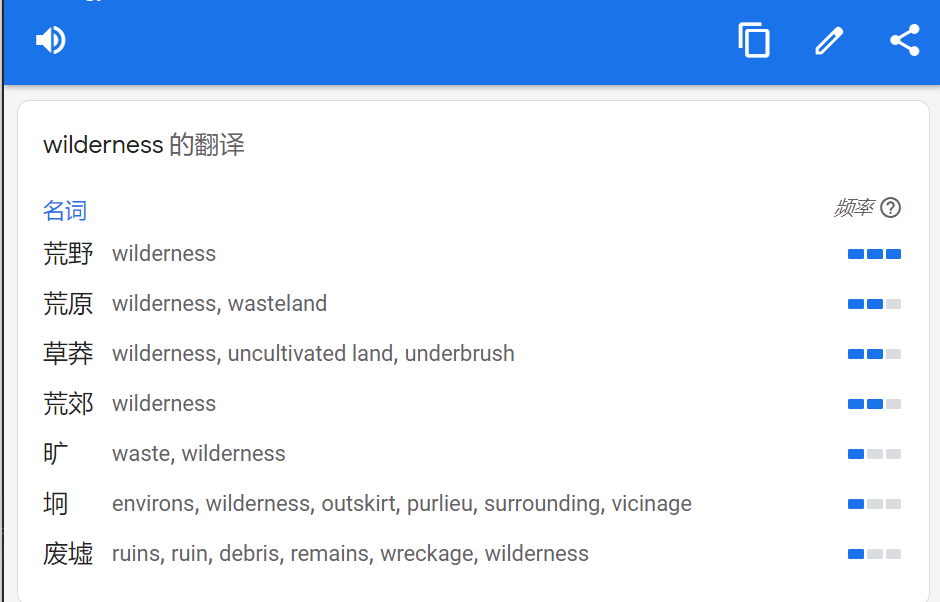 wilderness 的翻译
名词 频率
荒野 wilderness
荒原 wilderness, wasteland
草莽 wilderness, uncultivated land, underbrush
荒郊 wilderness
旷 waste, wilderness
坰 environs, wilderness, outskirt, purlieu, surrounding, vicinage
废墟 ruins, ruin, debris, remains, wreckage, wilderness